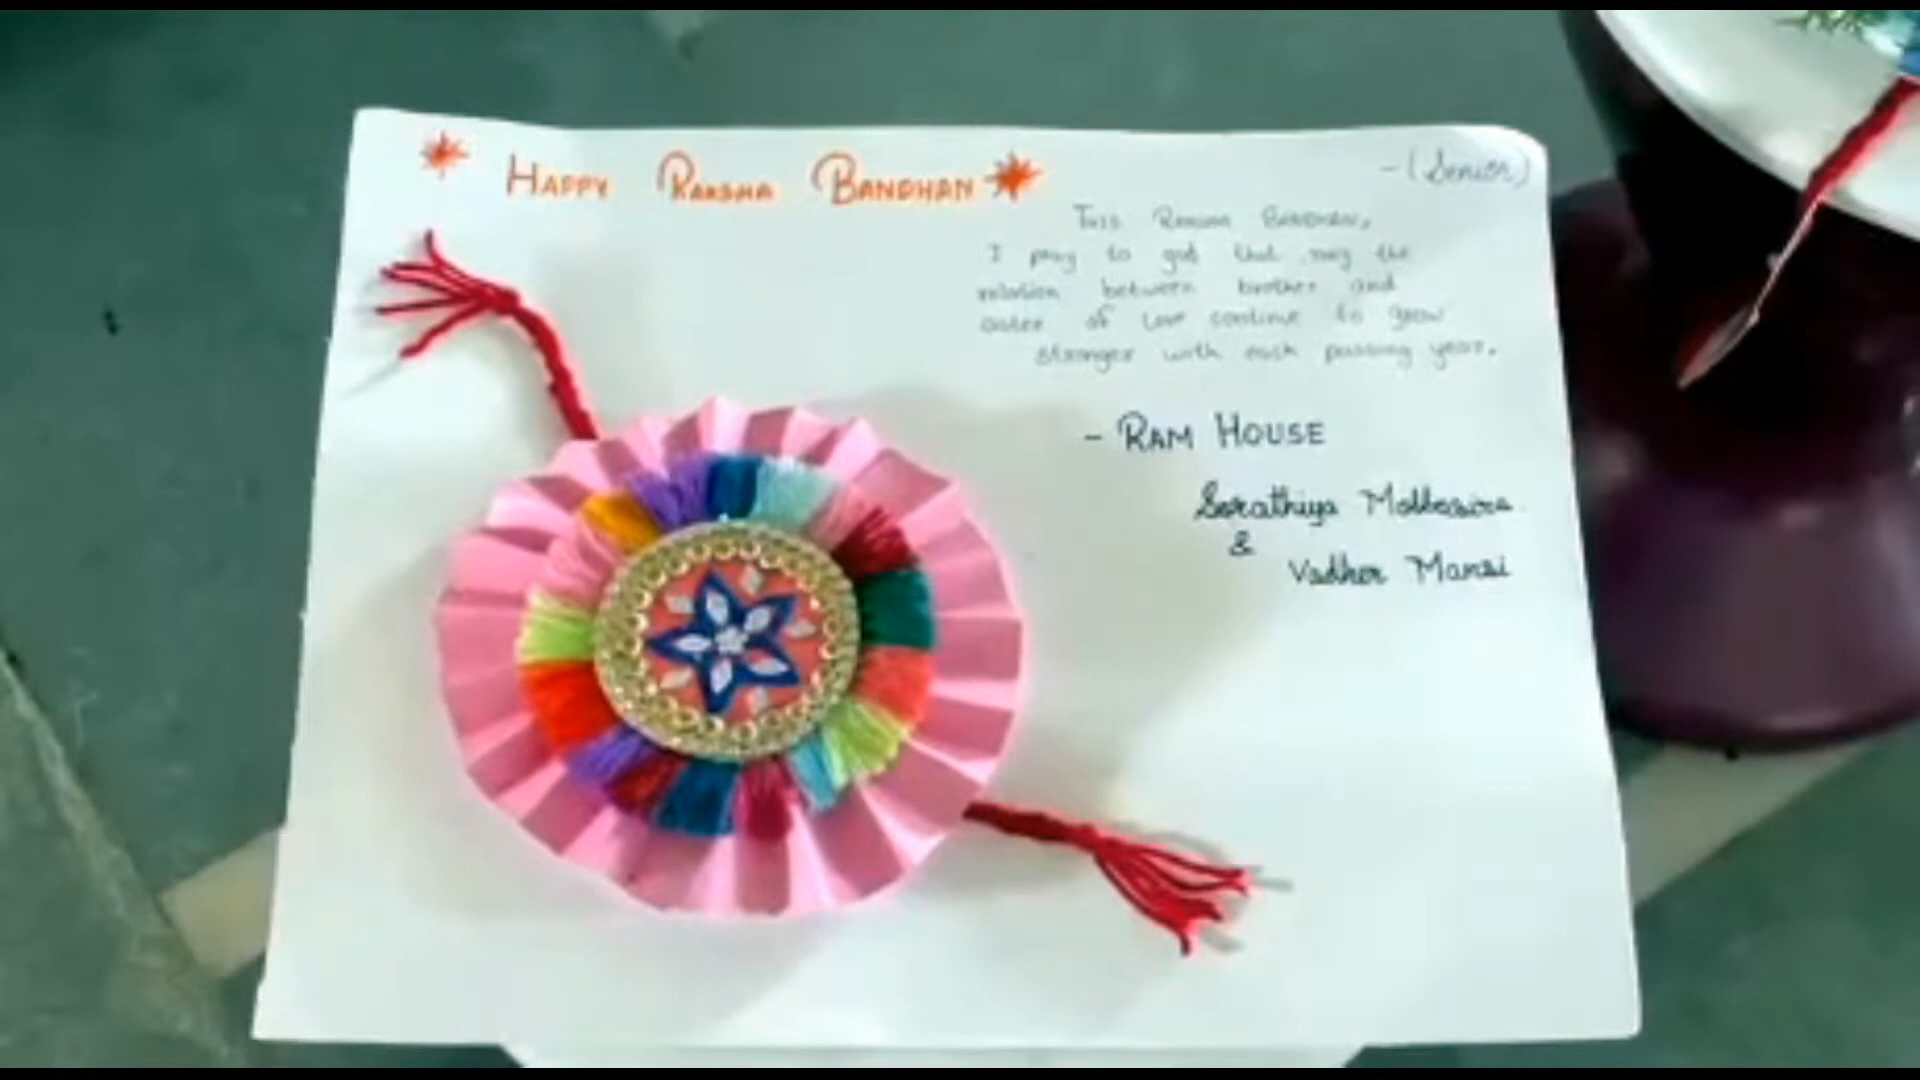 HAPPY RAKSHA BANDHAN
- (Senior)
This RAKSHA BANDHAN,
I pray to god that may the
relation between brother and
sister of love continue to grow
stronger with each passing year.
- RAM HOUSE
Sorathiya
&
Vadher Mansi